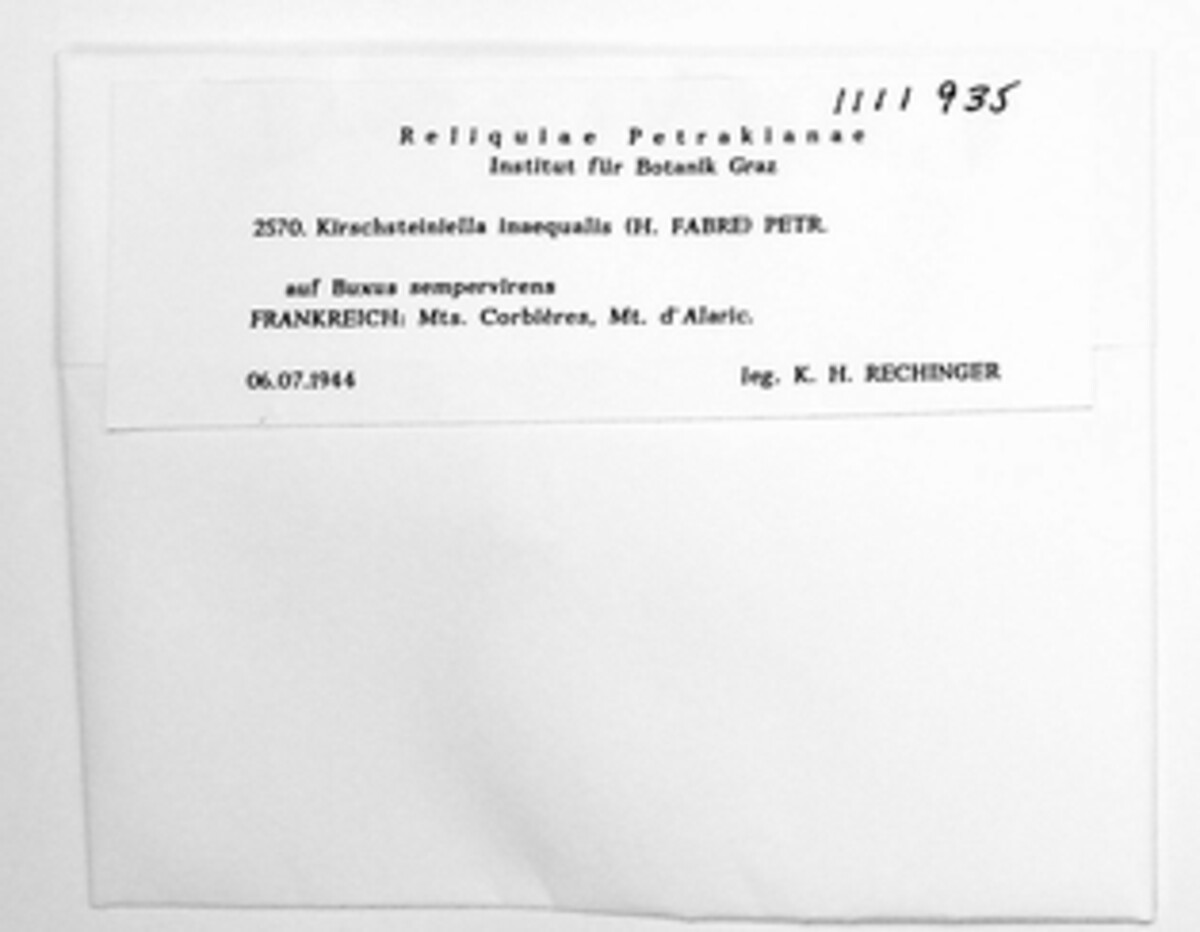 1111 935
Reliquiae Petrakianae
Institut für Botanik Graz
2570. Kirschsteiniella inaequalis (H. FABRE) PETR.
auf Buxus sempervirens
FRANKREICH: Mts. Corbières, Mt. d'Alaric.
06.07.1944 leg. K. H. RECHINGER